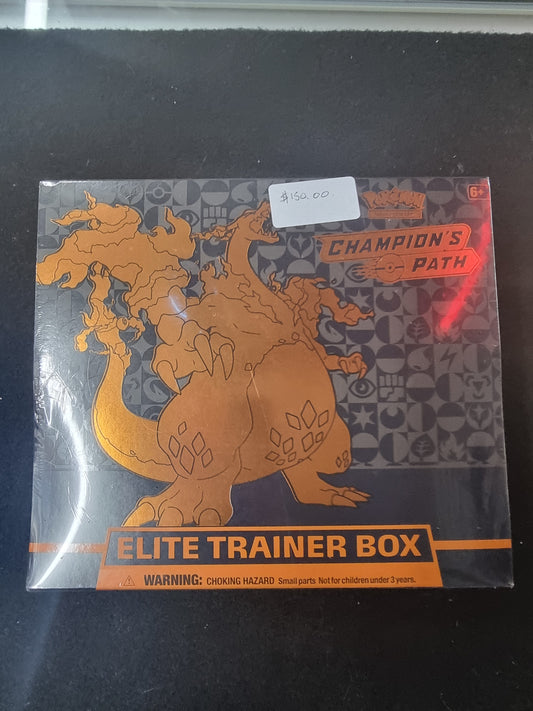 $150.00.
Pokémon
6+
CHAMPION'S
PATH
ELITE TRAINER BOX
WARNING: CHOKING HAZARD Small parts Not for children under 3 years.